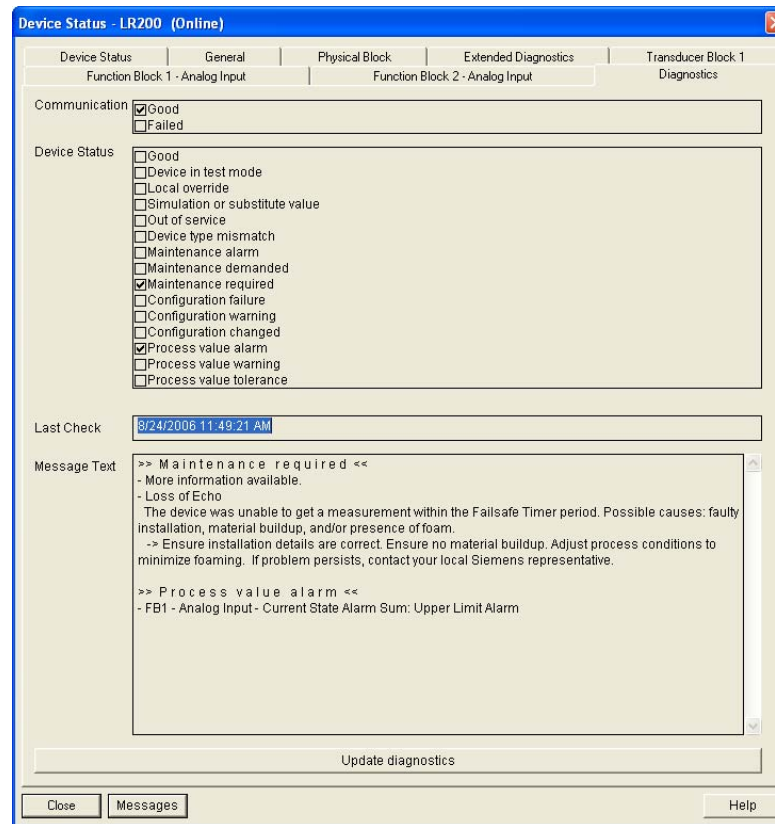 Device Status - LR200 (Online)
Device Status
General
Physical Block
Extended Diagnostics
Transducer Block 1
Function Block 1 - Analog Input
Function Block 2 - Analog Input
Diagnostics
Communication
Good
Failed
Device Status
Good
Device in test mode
Local override
Simulation or substitute value
Out of service
Device type mismatch
Maintenance alarm
Maintenance demanded
Maintenance required
Configuration failure
Configuration warning
Configuration changed
Process value alarm
Process value warning
Process value tolerance
Last Check
8/24/2006 11:49:21 AM
Message Text
>> M a i n t e n a n c e  r e q u i r e d <<
- More information available.
- Loss of Echo
The device was unable to get a measurement within the Failsafe Timer period. Possible causes: faulty
installation, material buildup, and/or presence of foam.
-> Ensure installation details are correct. Ensure no material buildup. Adjust process conditions to
minimize foaming. If problem persists, contact your local Siemens representative.
>> P r o c e s s  v a l u e  a l a r m <<
- FB1 - Analog Input - Current State Alarm Sum: Upper Limit Alarm
Update diagnostics
Close
Messages
Help